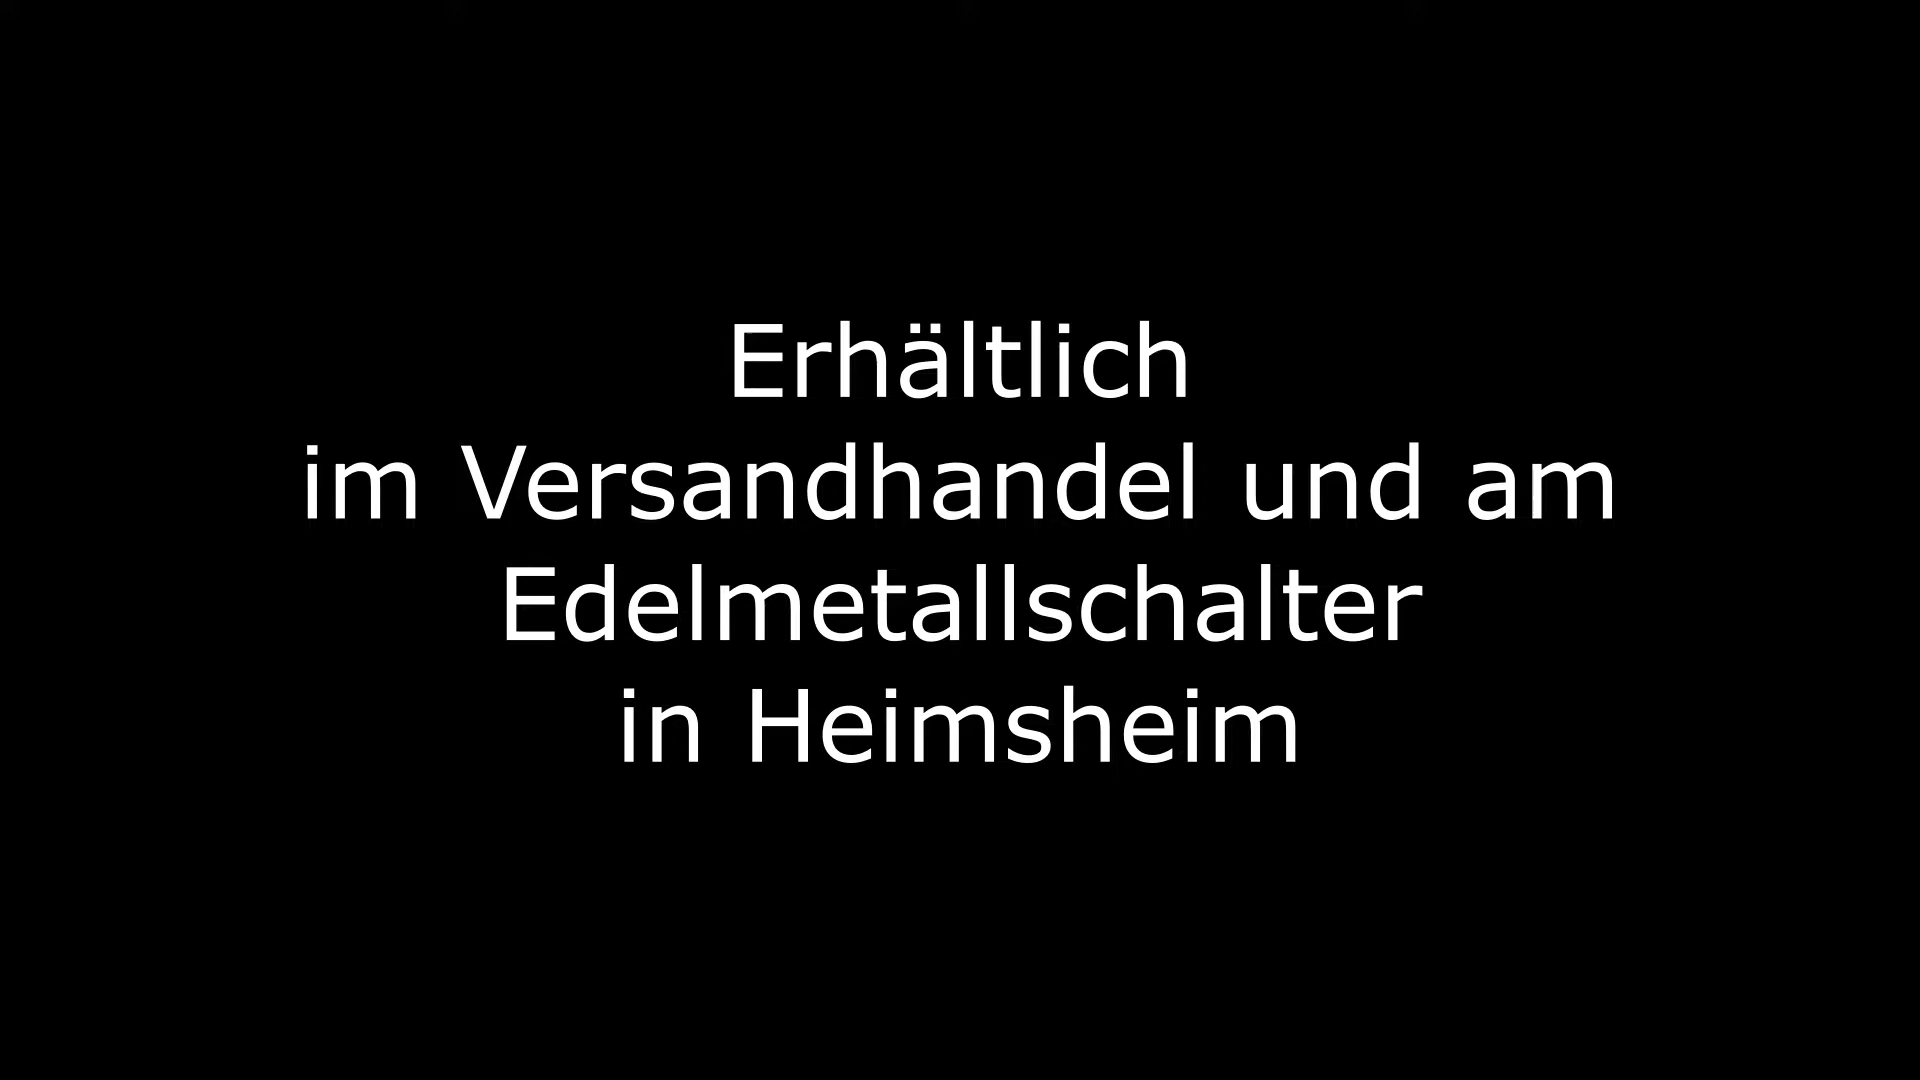 Erhältlich
im Versandhandel und am
Edelmetallschalter
in Heimsheim